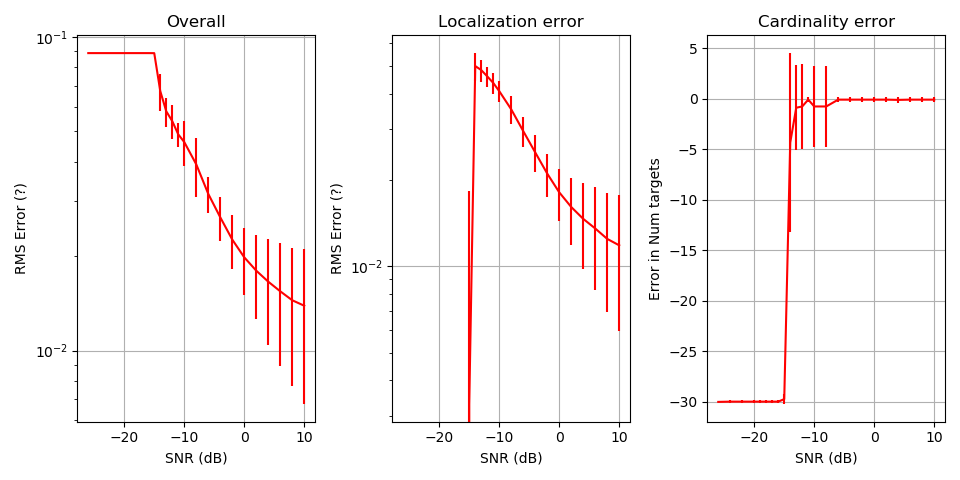 Overall
Localization error
Cardinality error
10⁻¹
10⁻²
RMS Error (?)
−20
−10
0
10
SNR (dB)
10⁻²
RMS Error (?)
−20
−10
0
10
SNR (dB)
5
0
−5
−10
−15
−20
−25
−30
Error in Num targets
−20
−10
0
10
SNR (dB)